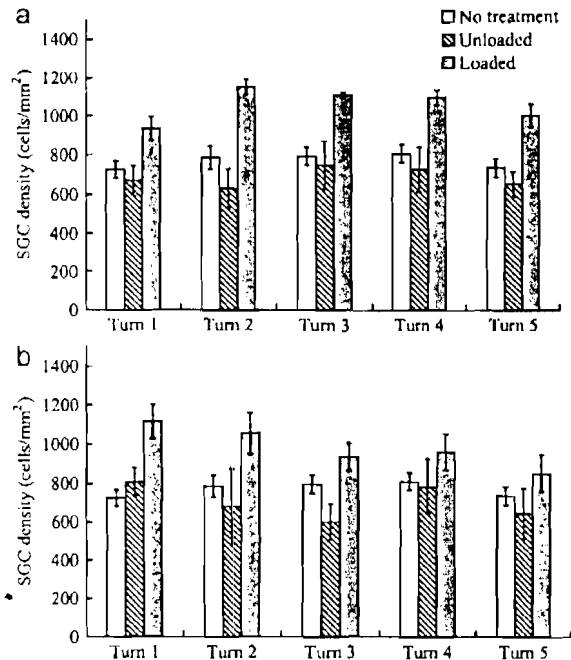 a
No treatment
Unloaded
Loaded
SGC density (cells/mm²)
1400
1200
1000
800
600
400
200
0
Turn 1 Turn 2 Turn 3 Turn 4 Turn 5
b
SGC density (cells/mm²)
1400
1200
1000
800
600
400
200
0
Turn 1 Turn 2 Turn 3 Turn 4 Turn 5